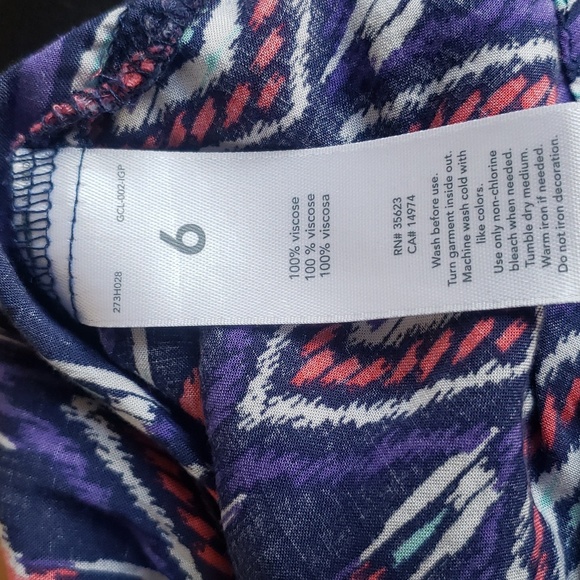 273H028 GCL-002-IGP
6
100% viscose
100 % viscose
100% viscosa
RN# 35623
CA# 14974
Wash before use.
Turn garment inside out.
Machine wash cold with
like colors.
Use only non-chlorine
bleach when needed.
Tumble dry medium.
Warm iron if needed.
Do not iron decoration.